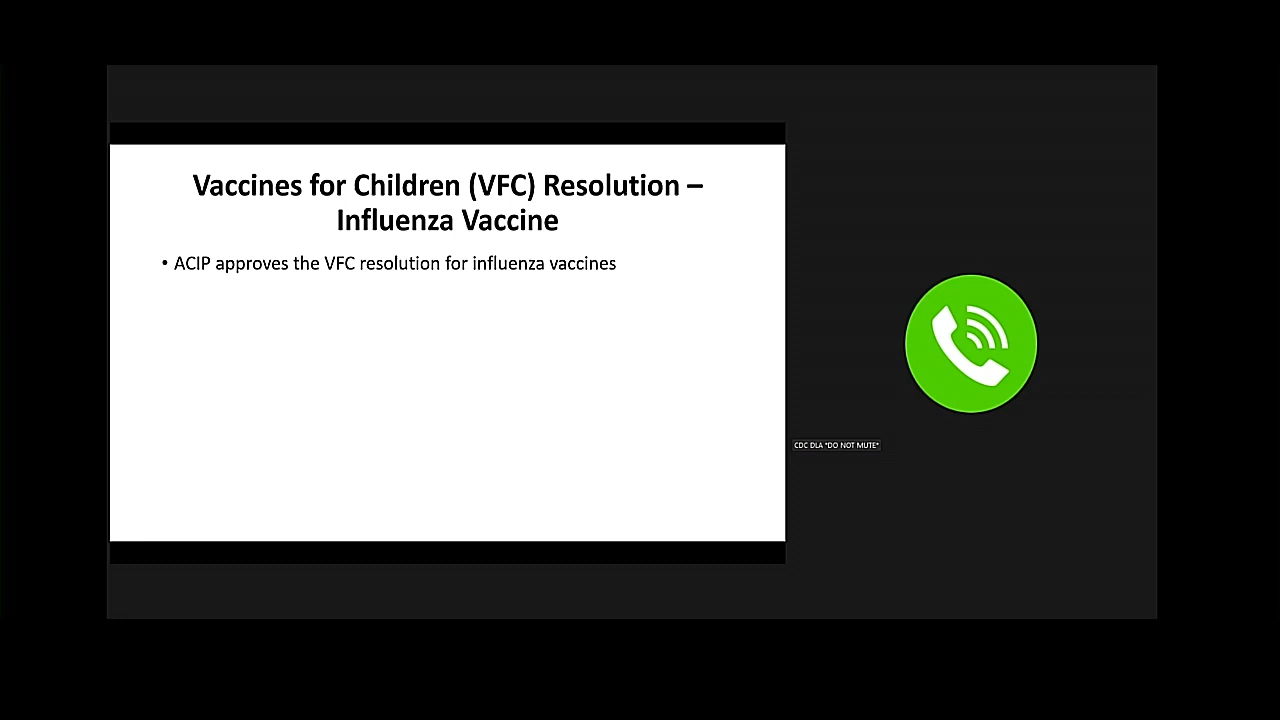 Vaccines for Children (VFC) Resolution –
Influenza Vaccine
• ACIP approves the VFC resolution for influenza vaccines
CDC DLA *DO NOT MUTE*